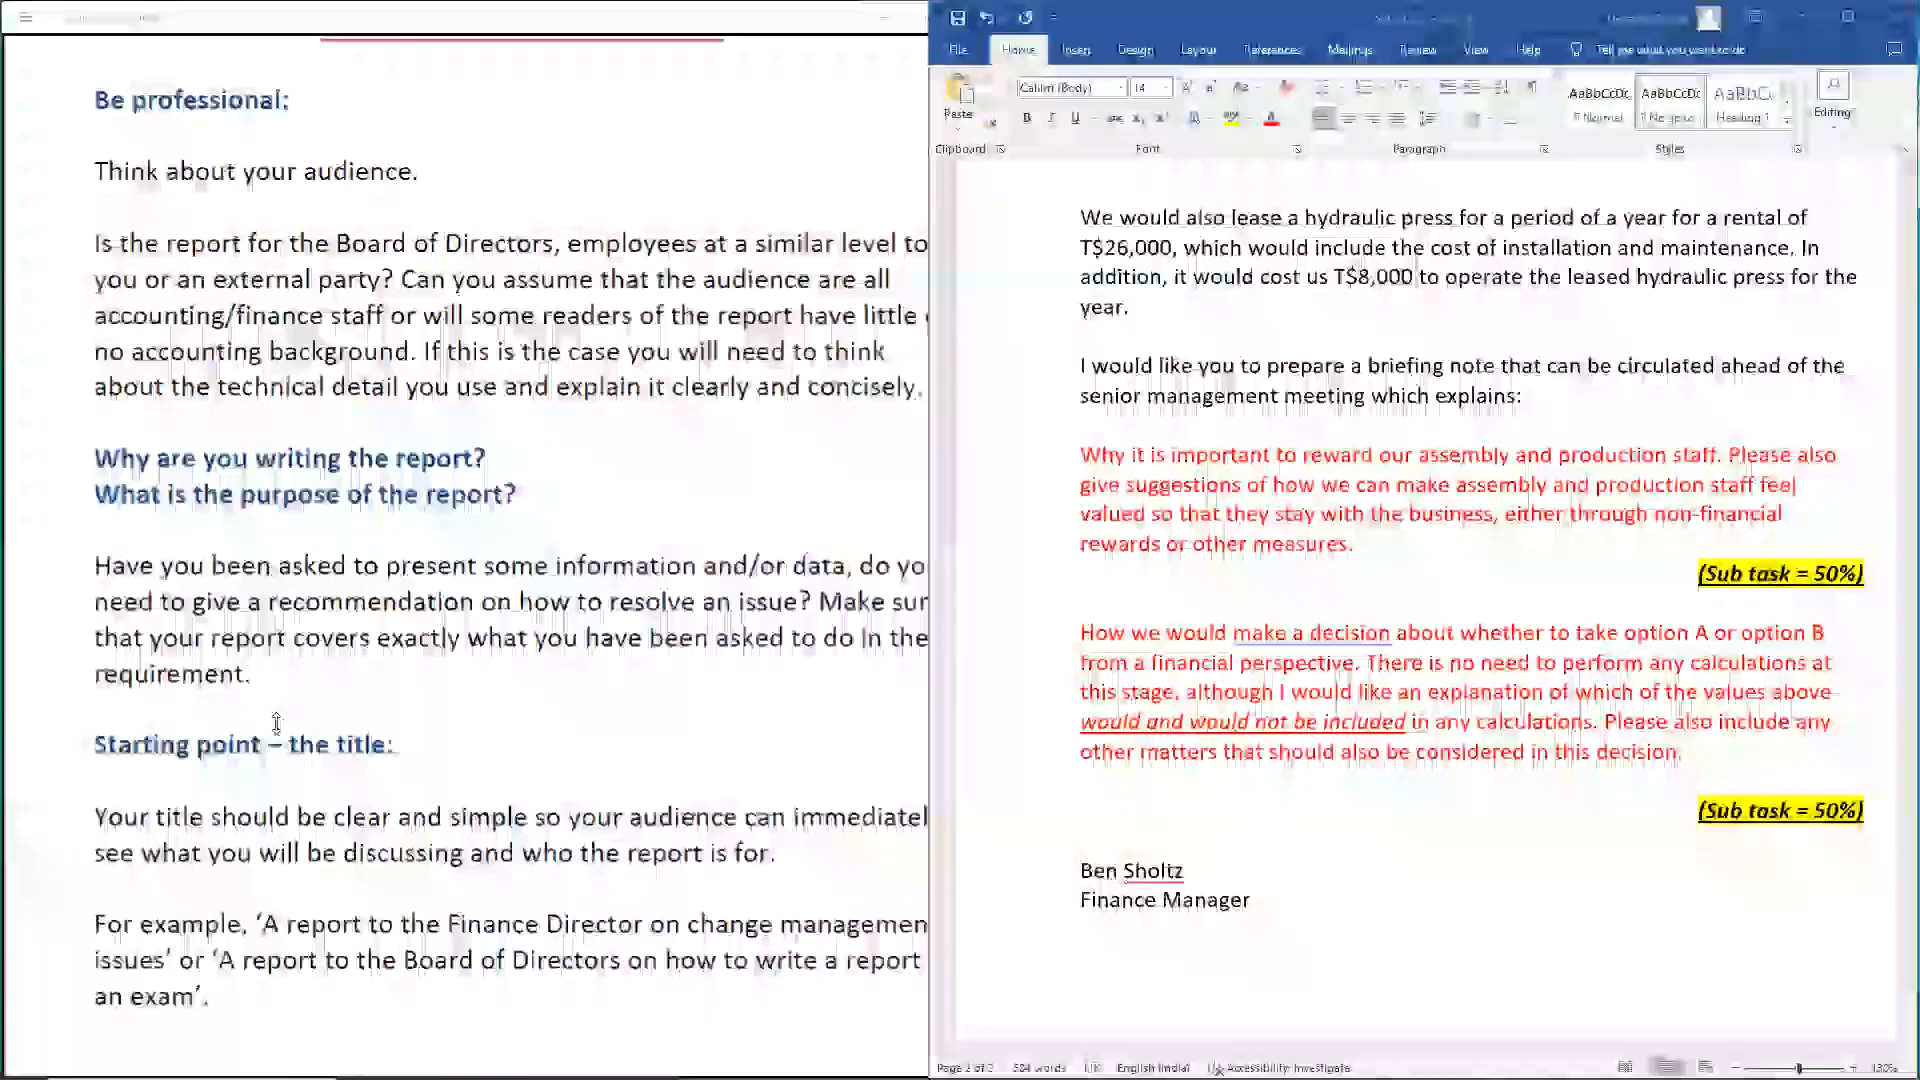 Be professional:
Think about your audience.
Is the report for the Board of Directors, employees at a similar level to
you or an external party? Can you assume that the audience are all
accounting/finance staff or will some readers of the report have little
no accounting background. If this is the case you will need to think
about the technical detail you use and explain it clearly and concisely.
Why are you writing the report?
What is the purpose of the report?
Have you been asked to present some information and/or data, do yo
need to give a recommendation on how to resolve an issue? Make sur
that your report covers exactly what you have been asked to do in the
requirement.
Starting point – the title:
Your title should be clear and simple so your audience can immediatel
see what you will be discussing and who the report is for.
For example, ‘A report to the Finance Director on change managemen
issues’ or ‘A report to the Board of Directors on how to write a report
an exam’.
File Home Insert Design Layout References Mailings Review View Help Tell me what you want to do
Calibri (Body) 14
AaBbCcDc AaBbCcDc AaBbC
Paste
¶ Normal Heading 1 Editing
Clipboard Font Paragraph Styles
We would also lease a hydraulic press for a period of a year for a rental of
T$26,000, which would include the cost of installation and maintenance. In
addition, it would cost us T$8,000 to operate the leased hydraulic press for the
year.
I would like you to prepare a briefing note that can be circulated ahead of the
senior management meeting which explains:
Why it is important to reward our assembly and production staff. Please also
give suggestions of how we can make assembly and production staff feel
valued so that they stay with the business, either through non-financial
rewards or other measures.
(Sub task = 50%)
How we would make a decision about whether to take option A or option B
from a financial perspective. There is no need to perform any calculations at
this stage, although I would like an explanation of which of the values above
would and would not be included in any calculations. Please also include any
other matters that should also be considered in this decision.
(Sub task = 50%)
Ben Sholtz
Finance Manager
Page 2 of 584 words English (India) Accessibility: Investigate 130%